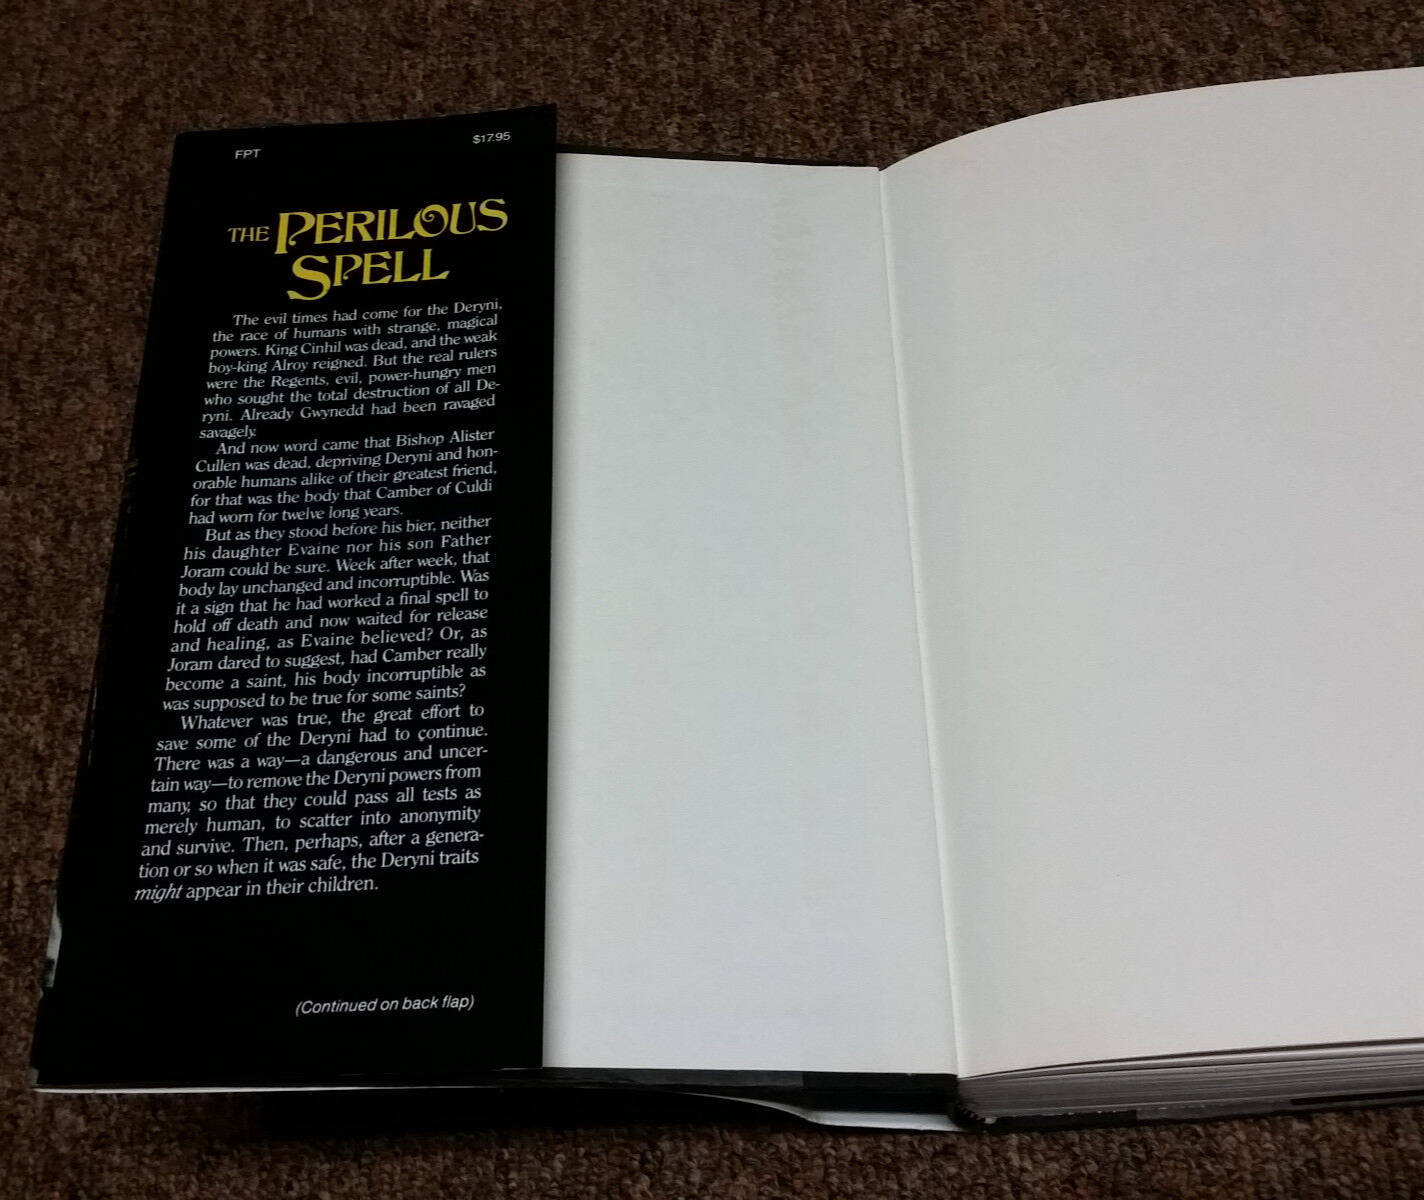 FPT
$17.95
THE PERILOUS
SPELL
The evil times had come for the Deryni,
the race of humans with strange, magical
powers. King Cinhil was dead, and the weak
boy-king Alroy reigned. But the real rulers
were the Regents, evil, power-hungry men
who sought the total destruction of all De-
ryni. Already Gwynedd had been ravaged
savagely.
And now word came that Bishop Alister
Cullen was dead, depriving Deryni and hon-
orable humans alike of their greatest friend,
for that was the body that Camber of Culdi
had worn for twelve long years.
But as they stood before his bier, neither
his daughter Evaine nor his son Father
Joram could be sure. Week after week, that
body lay unchanged and incorruptible. Was
it a sign that he had worked a final spell to
hold off death and now waited for release
and healing, as Evaine believed? Or, as
Joram dared to suggest, had Camber really
become a saint, his body incorruptible as
was supposed to be true for some saints?
Whatever was true, the great effort to
save some of the Deryni had to continue.
There was a way—a dangerous and uncer-
tain way—to remove the Deryni powers from
many, so that they could pass all tests as
merely human, to scatter into anonymity
and survive. Then, perhaps, after a genera-
tion or so when it was safe, the Deryni traits
might appear in their children.
(Continued on back flap)